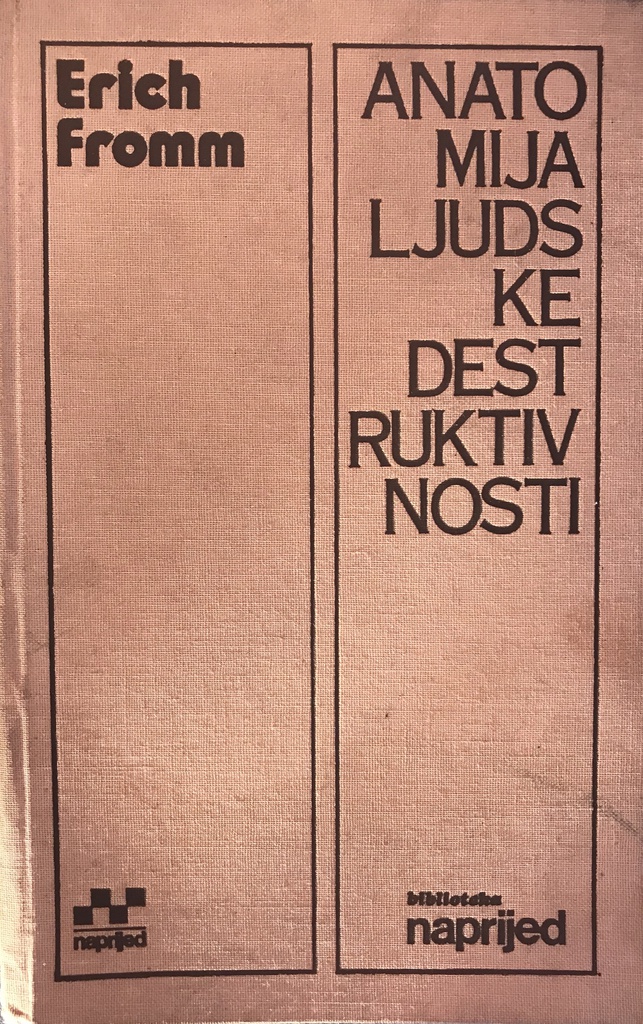 Erich
Fromm
ANATO
MIJA
LJUDS
KE
DEST
RUKTIV
NOSTI
naprijed
biblioteka
naprijed